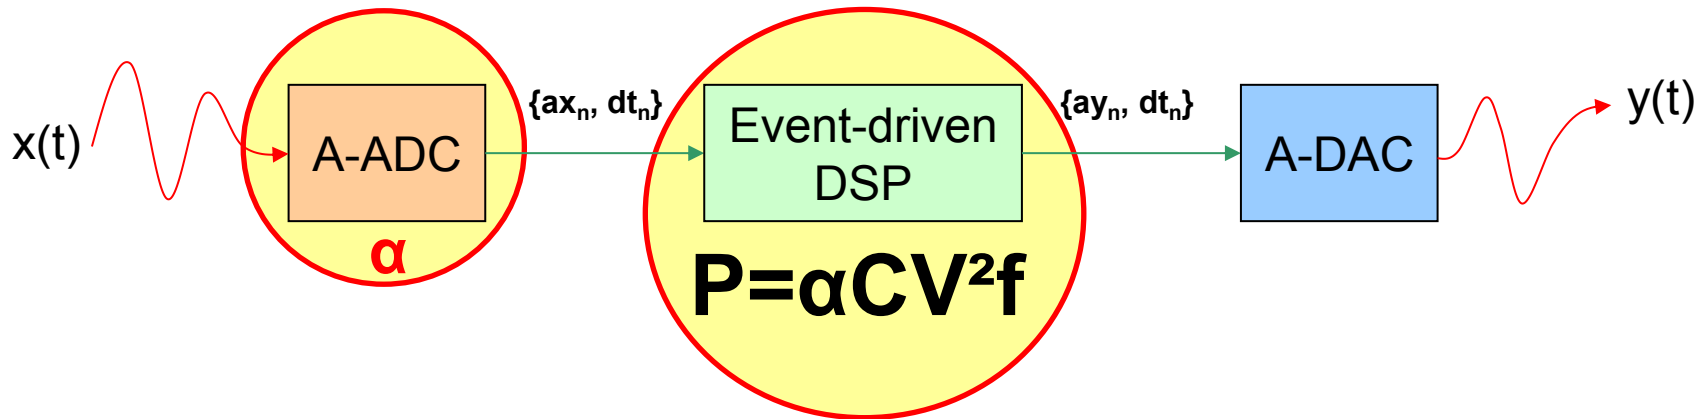 x(t)
A-ADC
α
{axₙ, dtₙ}
Event-driven
DSP
P=αCV²f
{ayₙ, dtₙ}
A-DAC
y(t)